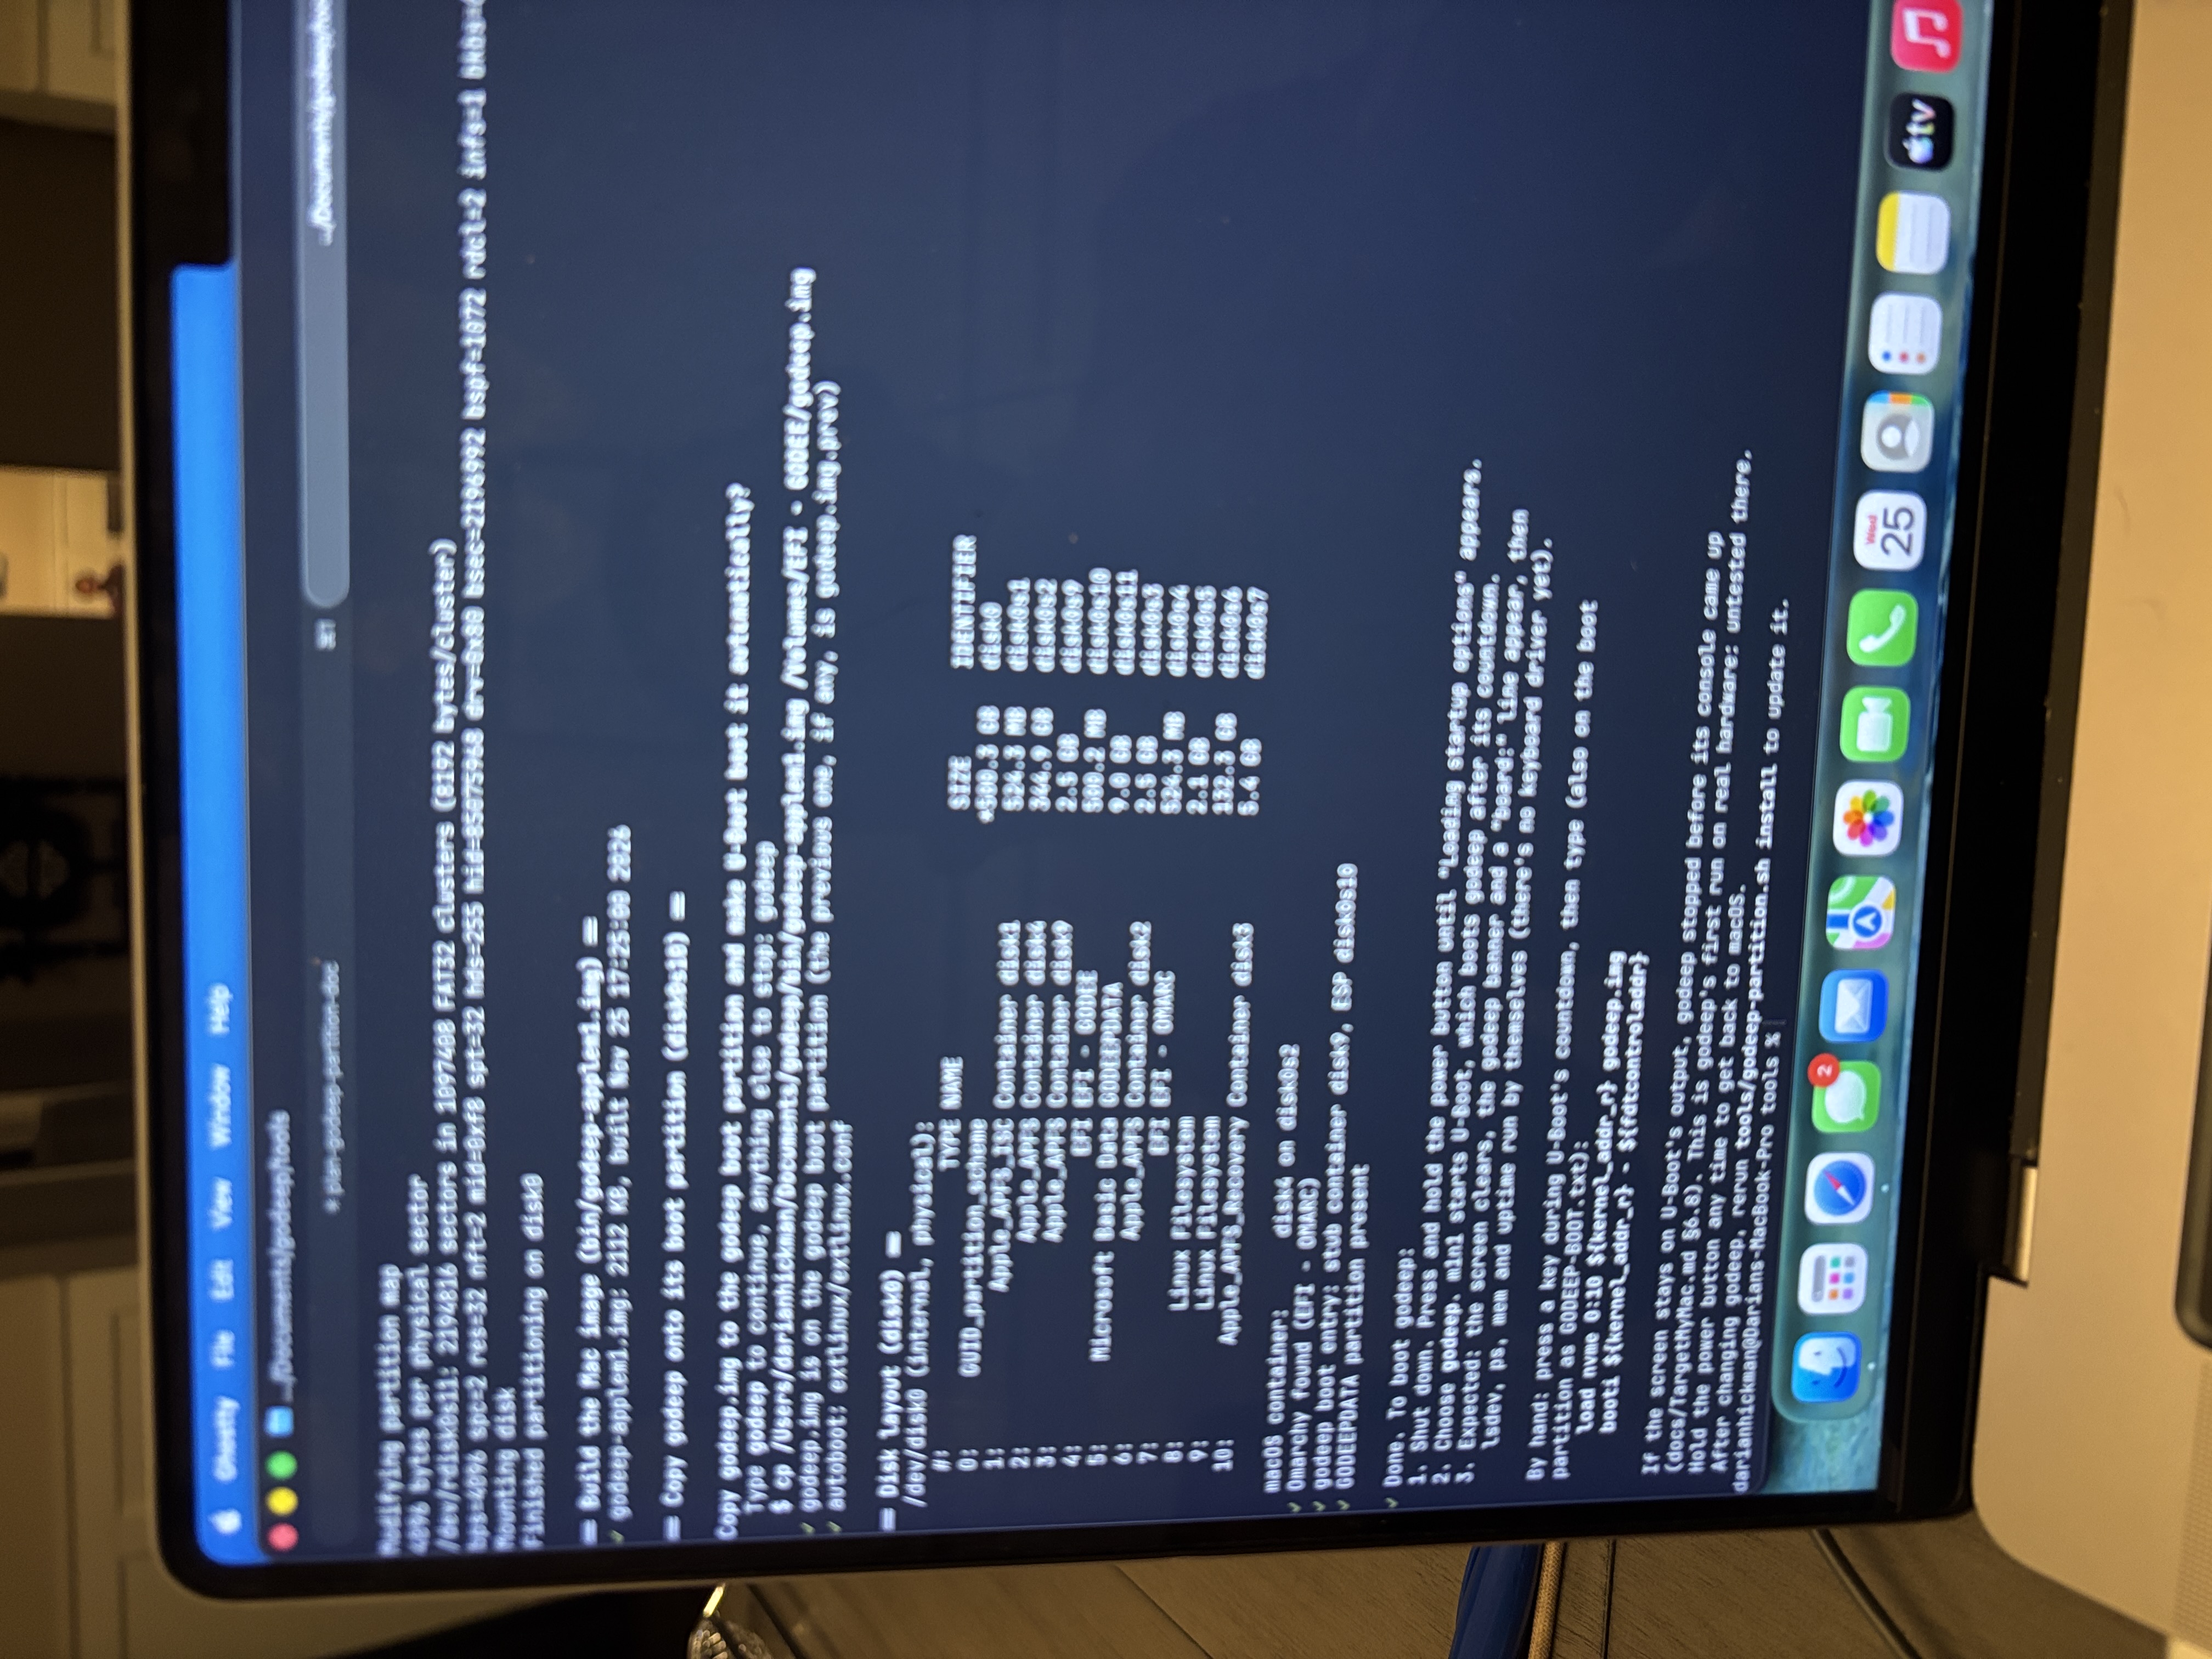 Ghostty File Edit View Window Help
.../Documents/godeep/tools
* plan-godeep-partition-doc ⌘1 .../Documents/godeep/too
Modifying partition map
4096 bytes per physical sector
/dev/rdisk0s11: 2194816 sectors in 1097408 FAT32 clusters (8192 bytes/cluster)
bps=4096 spc=2 res=32 nft=2 mid=0xf8 spt=32 hds=255 hid=85075968 drv=0x80 bsec=2196992 bspf=1072 rdcl=2 infs=1 bkbs=6
Mounting disk
Finished partitioning on disk0
== Build the Mac image (bin/godeep-applem1.img) ==
✓ godeep-applem1.img: 2112 KB, built Nov 25 17:25:00 2026
== Copy godeep onto its boot partition (disk0s10) ==
Copy godeep.img to the godeep boot partition and make U-Boot boot it automatically?
Type godeep to continue, anything else to stop: godeep
$ cp /Users/darianhickman/Documents/godeep/bin/godeep-applem1.img /Volumes/EFI - GODEE/godeep.img
✓ godeep.img is on the godeep boot partition (the previous one, if any, is godeep.img.prev)
✓ autoboot: extlinux/extlinux.conf
== Disk layout (disk0) ==
/dev/disk0 (internal, physical):
#: TYPE NAME SIZE IDENTIFIER
0: GUID_partition_scheme *500.3 GB disk0
1: Apple_APFS_ISC Container disk1 524.3 MB disk0s1
2: Apple_APFS Container disk4 344.9 GB disk0s2
3: Apple_APFS Container disk9 2.5 GB disk0s9
4: EFI EFI - GODEE 500.2 MB disk0s10
5: Microsoft Basic Data GODEEPDATA 9.0 GB disk0s11
6: Apple_APFS Container disk2 2.5 GB disk0s3
7: EFI EFI - OMARC 524.3 MB disk0s4
8: Linux Filesystem 2.1 GB disk0s5
9: Linux Filesystem 132.3 GB disk0s6
10: Apple_APFS_Recovery Container disk3 5.4 GB disk0s7
macOS container: disk4 on disk0s2
✓ Omarchy found (EFI - OMARC)
✓ godeep boot entry: stub container disk9, ESP disk0s10
✓ GODEEPDATA partition present
✓ Done. To boot godeep:
1. Shut down. Press and hold the power button until "Loading startup options" appears.
2. Choose godeep. m1n1 starts U-Boot, which boots godeep after its countdown.
3. Expected: the screen clears, the godeep banner and a "board:" line appear, then
lsdev, ps, mem and uptime run by themselves (there's no keyboard driver yet).
By hand: press a key during U-Boot's countdown, then type (also on the boot
partition as GODEEP-BOOT.txt):
load nvme 0:10 ${kernel_addr_r} godeep.img
booti ${kernel_addr_r} - ${fdtcontroladdr}
If the screen stays on U-Boot's output, godeep stopped before its console came up
(docs/TargetMyMac.md §6.8). This is godeep's first run on real hardware: untested there.
Hold the power button any time to get back to macOS.
After changing godeep, rerun tools/godeep-partition.sh install to update it.
darianhickman@Darians-MacBook-Pro tools %
2
Wed
25
tv